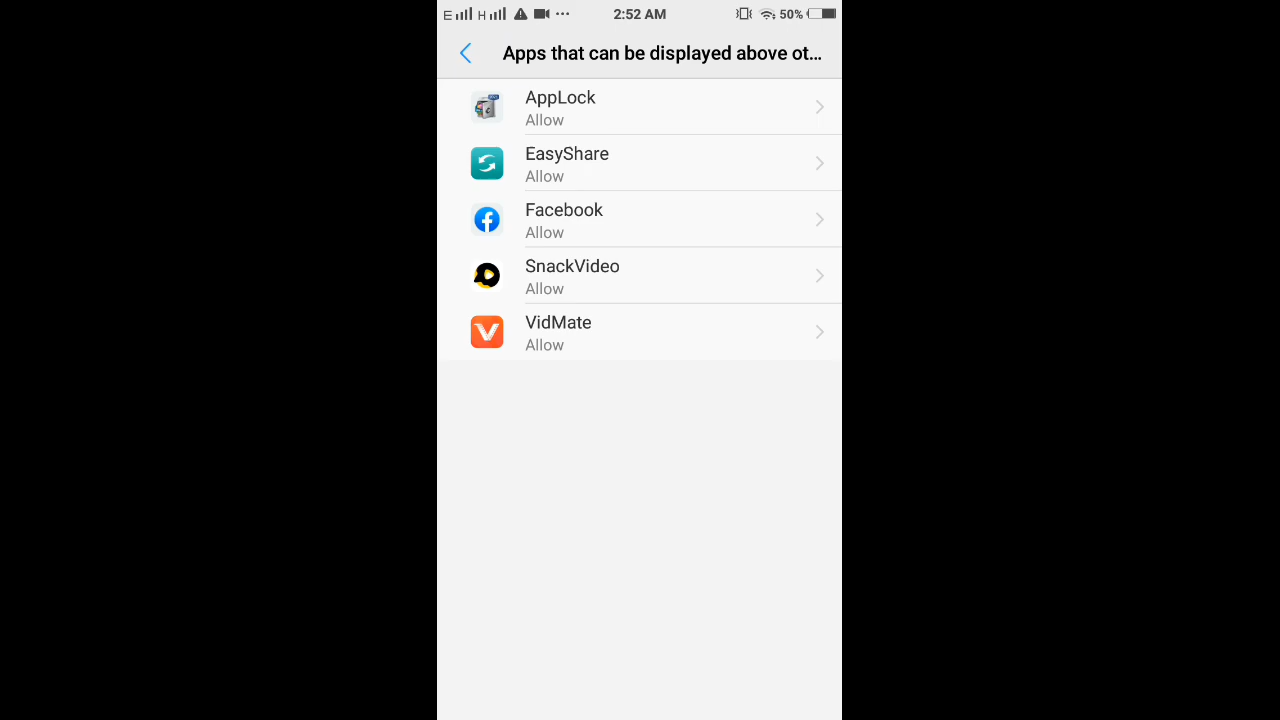 E H ... 2:52 AM 50%
Apps that can be displayed above ot...
AppLock
Allow
EasyShare
Allow
Facebook
Allow
SnackVideo
Allow
VidMate
Allow